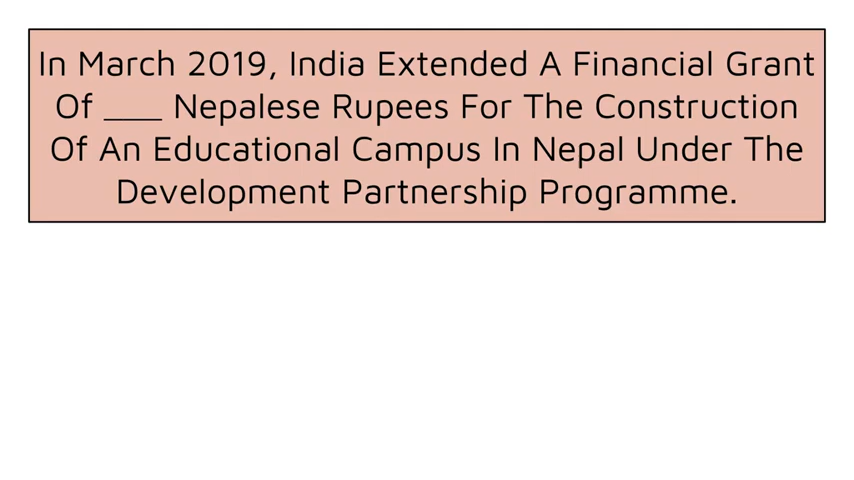 In March 2019, India Extended A Financial Grant
Of ___ Nepalese Rupees For The Construction
Of An Educational Campus In Nepal Under The
Development Partnership Programme.